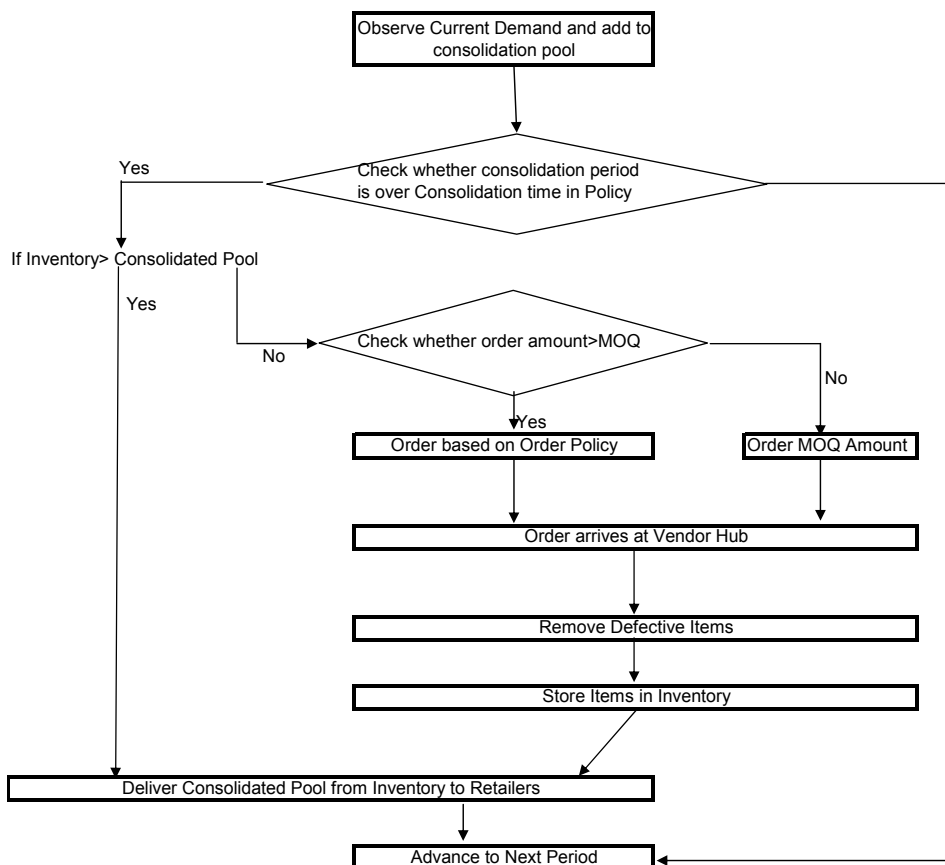 Observe Current Demand and add to
consolidation pool
Yes
Check whether consolidation period
is over Consolidation time in Policy
If Inventory> Consolidated Pool
Yes
No
Check whether order amount>MOQ
No
Yes
Order based on Order Policy
Order MOQ Amount
Order arrives at Vendor Hub
Remove Defective Items
Store Items in Inventory
Deliver Consolidated Pool from Inventory to Retailers
Advance to Next Period